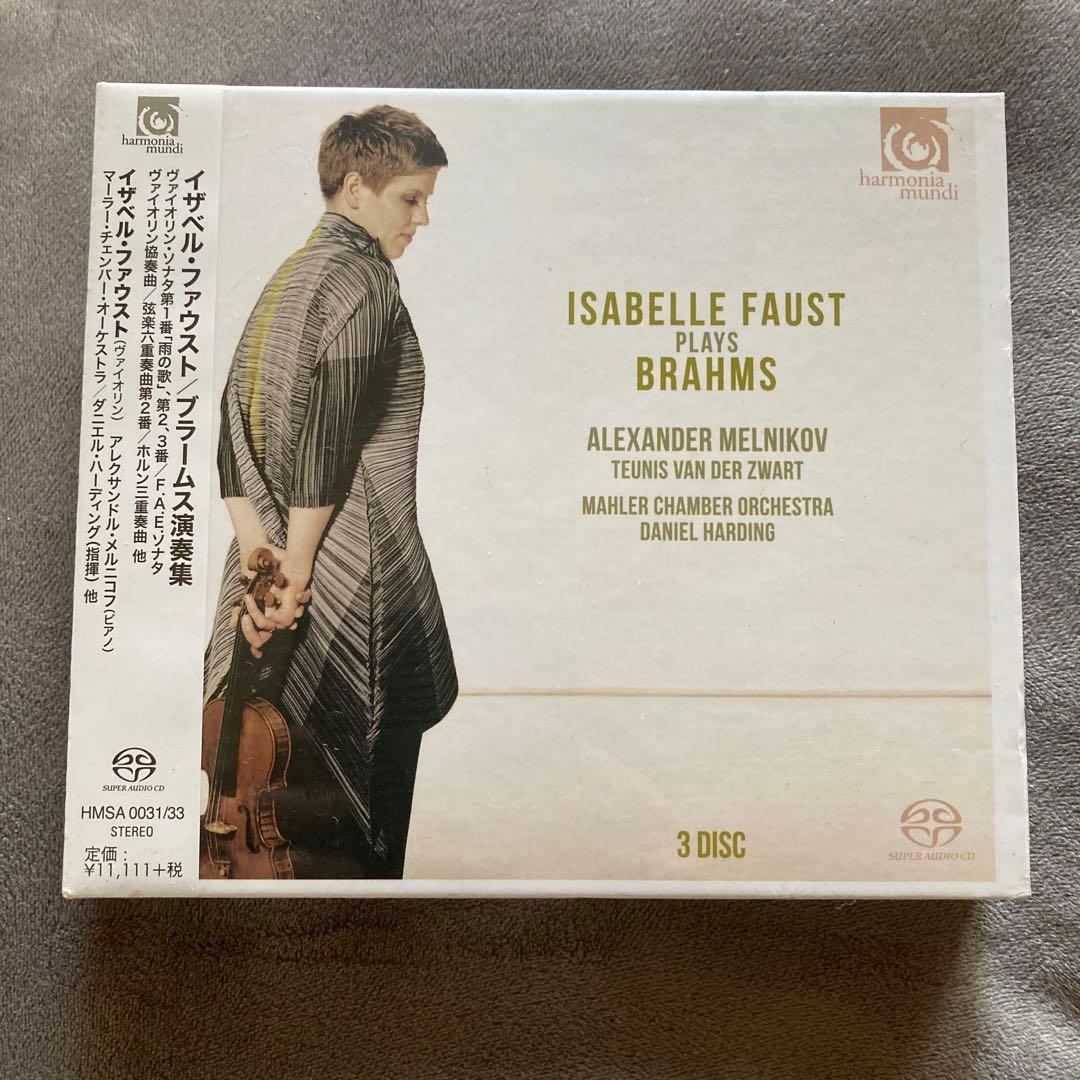 harmonia
mundi
イザベル・ファウスト/ブラームス演奏集
ヴァイオリン・ソナタ第1番「雨の歌」、第2、3番/F.A.E.ソナタ
ヴァイオリン協奏曲/弦楽六重奏曲第2番/ホルン三重奏曲 他
イザベル・ファウスト(ヴァイオリン) アレクサンドル・メルニコフ(ピアノ)
マーラー・チェンバー・オーケストラ/ダニエル・ハーディング(指揮) 他
SUPER AUDIO CD
HMSA 0031/33
STEREO
定価:
¥11,111+税
harmonia
mundi
ISABELLE FAUST
PLAYS
BRAHMS
ALEXANDER MELNIKOV
TEUNIS VAN DER ZWART
MAHLER CHAMBER ORCHESTRA
DANIEL HARDING
3 DISC
SUPER AUDIO CD